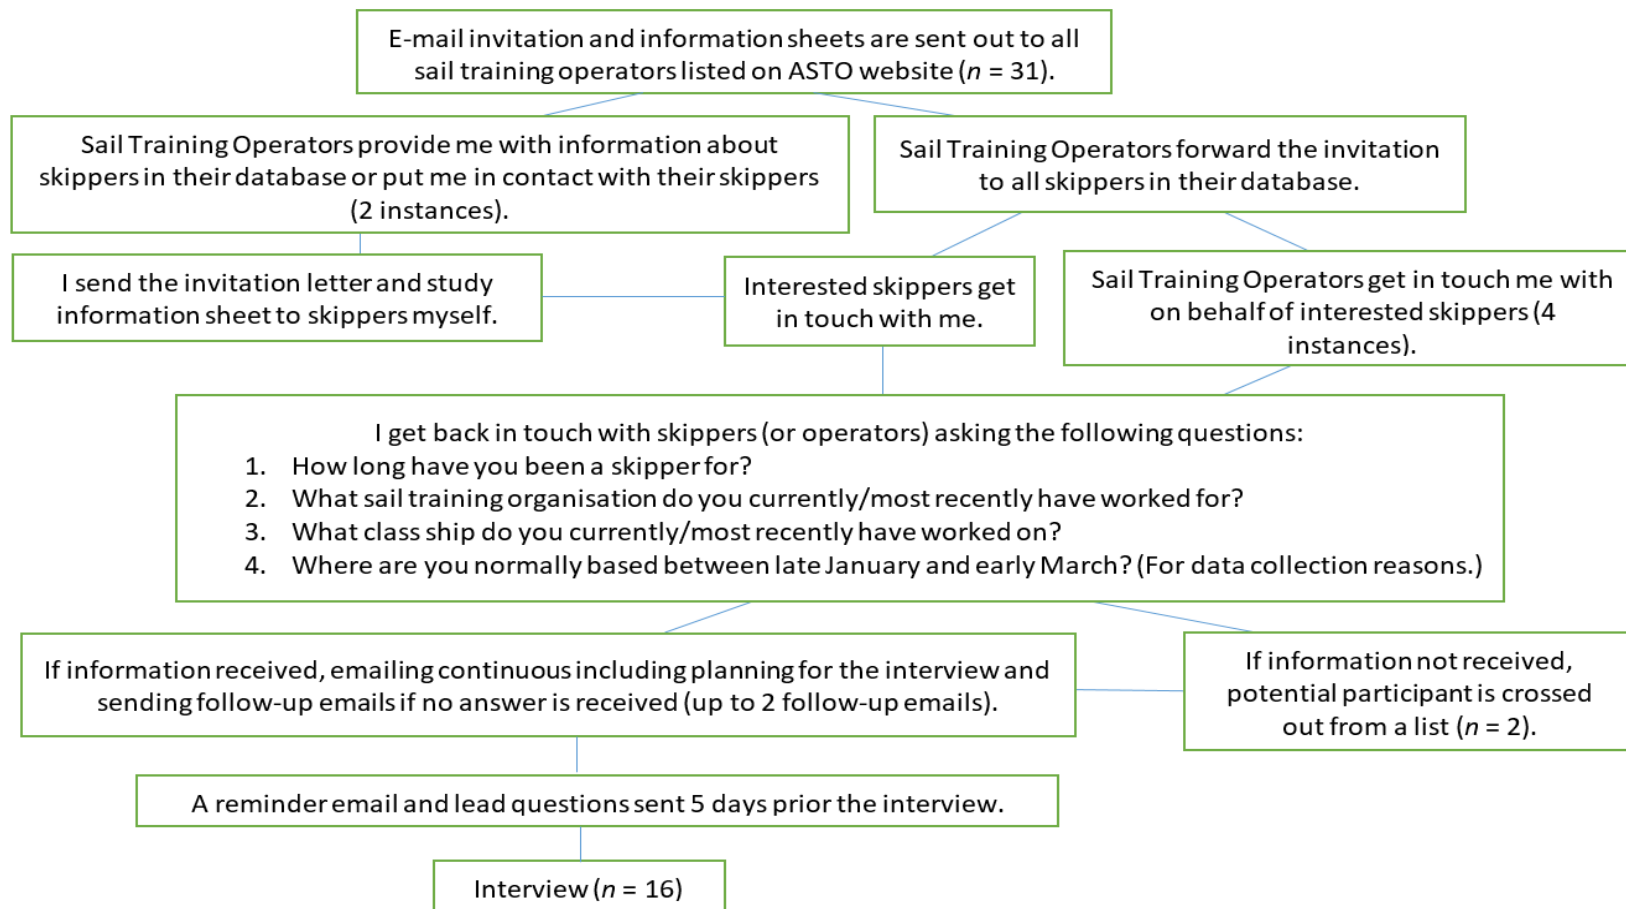 E-mail invitation and information sheets are sent out to all
sail training operators listed on ASTO website (n = 31).
Sail Training Operators provide me with information about
skippers in their database or put me in contact with their skippers
(2 instances).
Sail Training Operators forward the invitation
to all skippers in their database.
I send the invitation letter and study
information sheet to skippers myself.
Interested skippers get
in touch with me.
Sail Training Operators get in touch me with
on behalf of interested skippers (4
instances).
I get back in touch with skippers (or operators) asking the following questions:
1. How long have you been a skipper for?
2. What sail training organisation do you currently/most recently have worked for?
3. What class ship do you currently/most recently have worked on?
4. Where are you normally based between late January and early March? (For data collection reasons.)
If information received, emailing continuous including planning for the interview and
sending follow-up emails if no answer is received (up to 2 follow-up emails).
If information not received,
potential participant is crossed
out from a list (n = 2).
A reminder email and lead questions sent 5 days prior the interview.
Interview (n = 16)